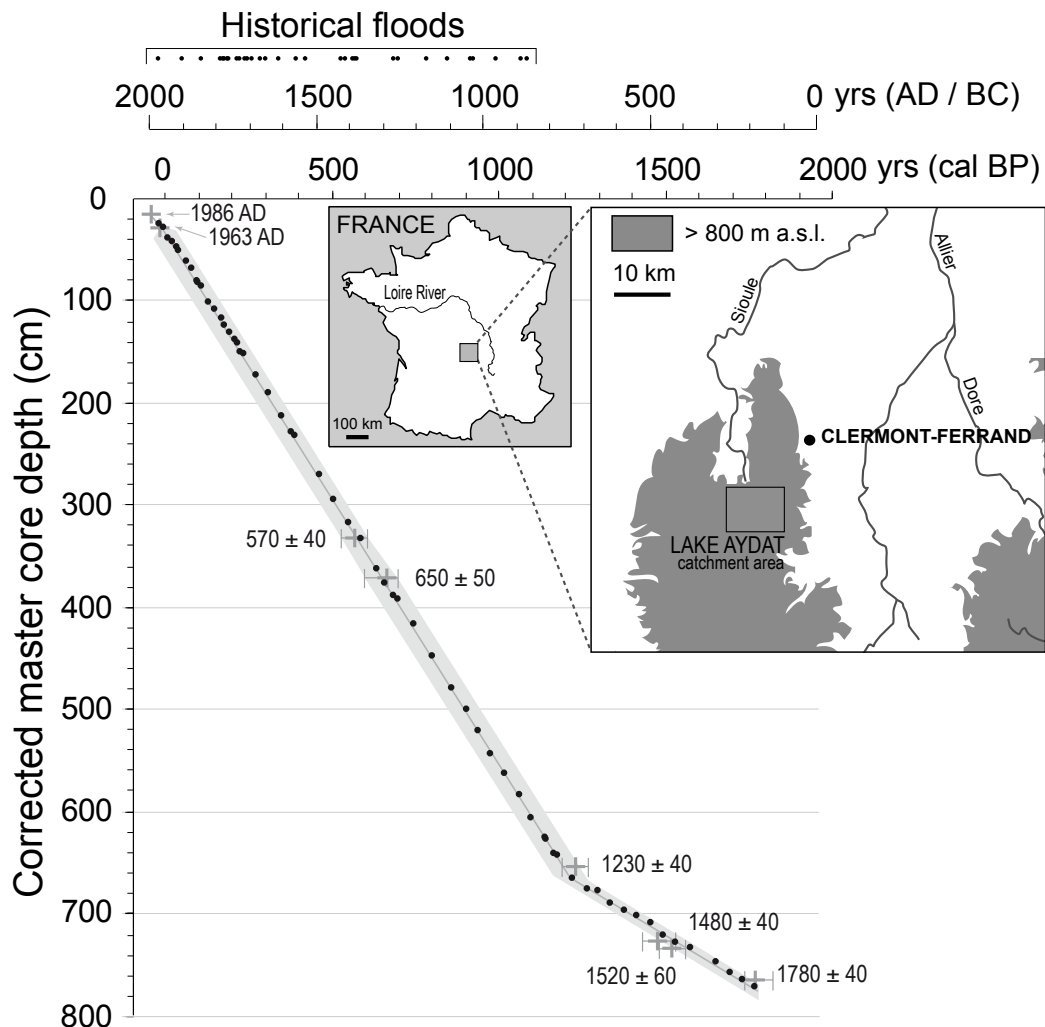 Historical floods
2000 1500 1000 500 0 yrs (AD / BC)
0 500 1000 1500 2000 yrs (cal BP)
0
100
200
300
400
500
600
700
800
Corrected master core depth (cm)
1986 AD
1963 AD
570 ± 40
650 ± 50
1230 ± 40
1480 ± 40
1520 ± 60
1780 ± 40
FRANCE
Loire River
100 km
> 800 m a.s.l.
10 km
Sioule
Allier
Dore
CLERMONT-FERRAND
LAKE AYDAT
catchment area